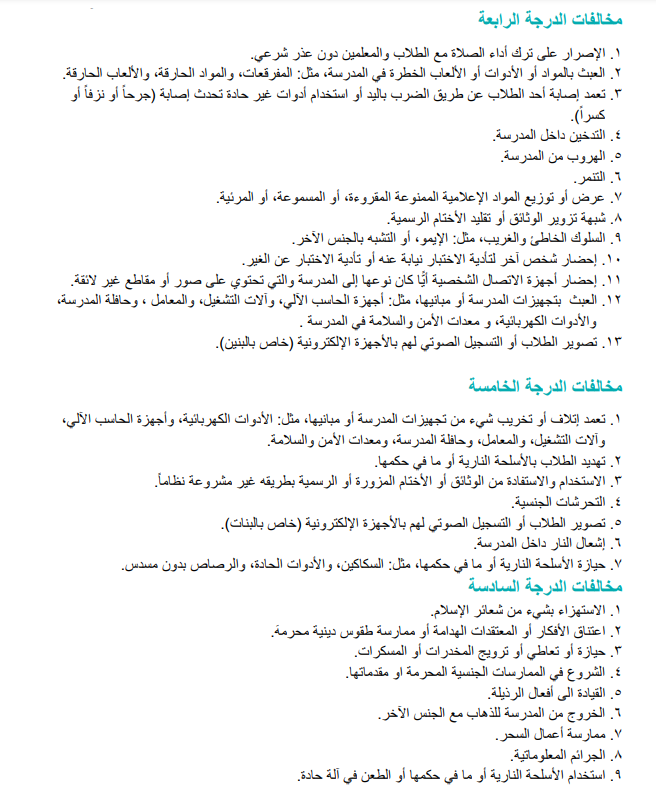 مخالفات الدرجة الرابعة
١. الإصرار على ترك أداء الصلاة مع الطلاب والمعلمين دون عذر شرعي.
٢. العبث بالمواد أو الأدوات أو الألعاب الخطرة في المدرسة، مثل: المفرقعات، والمواد الحارقة، والألعاب الحارقة.
٣. تعمد إصابة أحد الطلاب عن طريق الضرب باليد أو استخدام أدوات غير حادة تحدث إصابة (جرحاً أو نزفاً أو
كسراً).
٤. التدخين داخل المدرسة.
٥. الهروب من المدرسة.
٦. التنمر.
٧. عرض أو توزيع المواد الإعلامية الممنوعة المقروءة، أو المسموعة، أو المرئية.
٨. شبهة تزوير الوثائق أو تقليد الأختام الرسمية.
٩. السلوك الخاطئ والغريب، مثل: الإيمو، أو التشبه بالجنس الآخر.
١٠. إحضار شخص آخر لتأدية الاختبار نيابة عنه أو تأدية الاختبار عن الغير.
١١. إحضار أجهزة الاتصال الشخصية أيًّا كان نوعها إلى المدرسة والتي تحتوي على صور أو مقاطع غير لائقة.
١٢. العبث بتجهيزات المدرسة أو مبانيها، مثل: أجهزة الحاسب الآلي، وآلات التشغيل، والمعامل ، وحافلة المدرسة،
والأدوات الكهربائية، و معدات الأمن والسلامة في المدرسة .
١٣. تصوير الطلاب أو التسجيل الصوتي لهم بالأجهزة الإلكترونية (خاص بالبنين).
مخالفات الدرجة الخامسة
١. تعمد إتلاف أو تخريب شيء من تجهيزات المدرسة أو مبانيها، مثل: الأدوات الكهربائية، وأجهزة الحاسب الآلي،
وآلات التشغيل، والمعامل، وحافلة المدرسة، ومعدات الأمن والسلامة.
٢. تهديد الطلاب بالأسلحة النارية أو ما في حكمها.
٣. الاستخدام والاستفادة من الوثائق أو الأختام المزورة أو الرسمية بطريقه غير مشروعة نظاماً.
٤. التحرشات الجنسية.
٥. تصوير الطلاب أو التسجيل الصوتي لهم بالأجهزة الإلكترونية (خاص بالبنات).
٦. إشعال النار داخل المدرسة.
٧. حيازة الأسلحة النارية أو ما في حكمها، مثل: السكاكين، والأدوات الحادة، والرصاص بدون مسدس.
مخالفات الدرجة السادسة
١. الاستهزاء بشيء من شعائر الإسلام.
٢. اعتناق الأفكار أو المعتقدات الهدامة أو ممارسة طقوس دينية محرمة.
٣. حيازة أو تعاطي أو ترويج المخدرات أو المسكرات.
٤. الشروع في الممارسات الجنسية المحرمة او مقدماتها.
٥. القيادة الى أفعال الرذيلة.
٦. الخروج من المدرسة للذهاب مع الجنس الآخر.
٧. ممارسة أعمال السحر.
٨. الجرائم المعلوماتية.
٩. استخدام الأسلحة النارية أو ما في حكمها أو الطعن في آلة حادة.